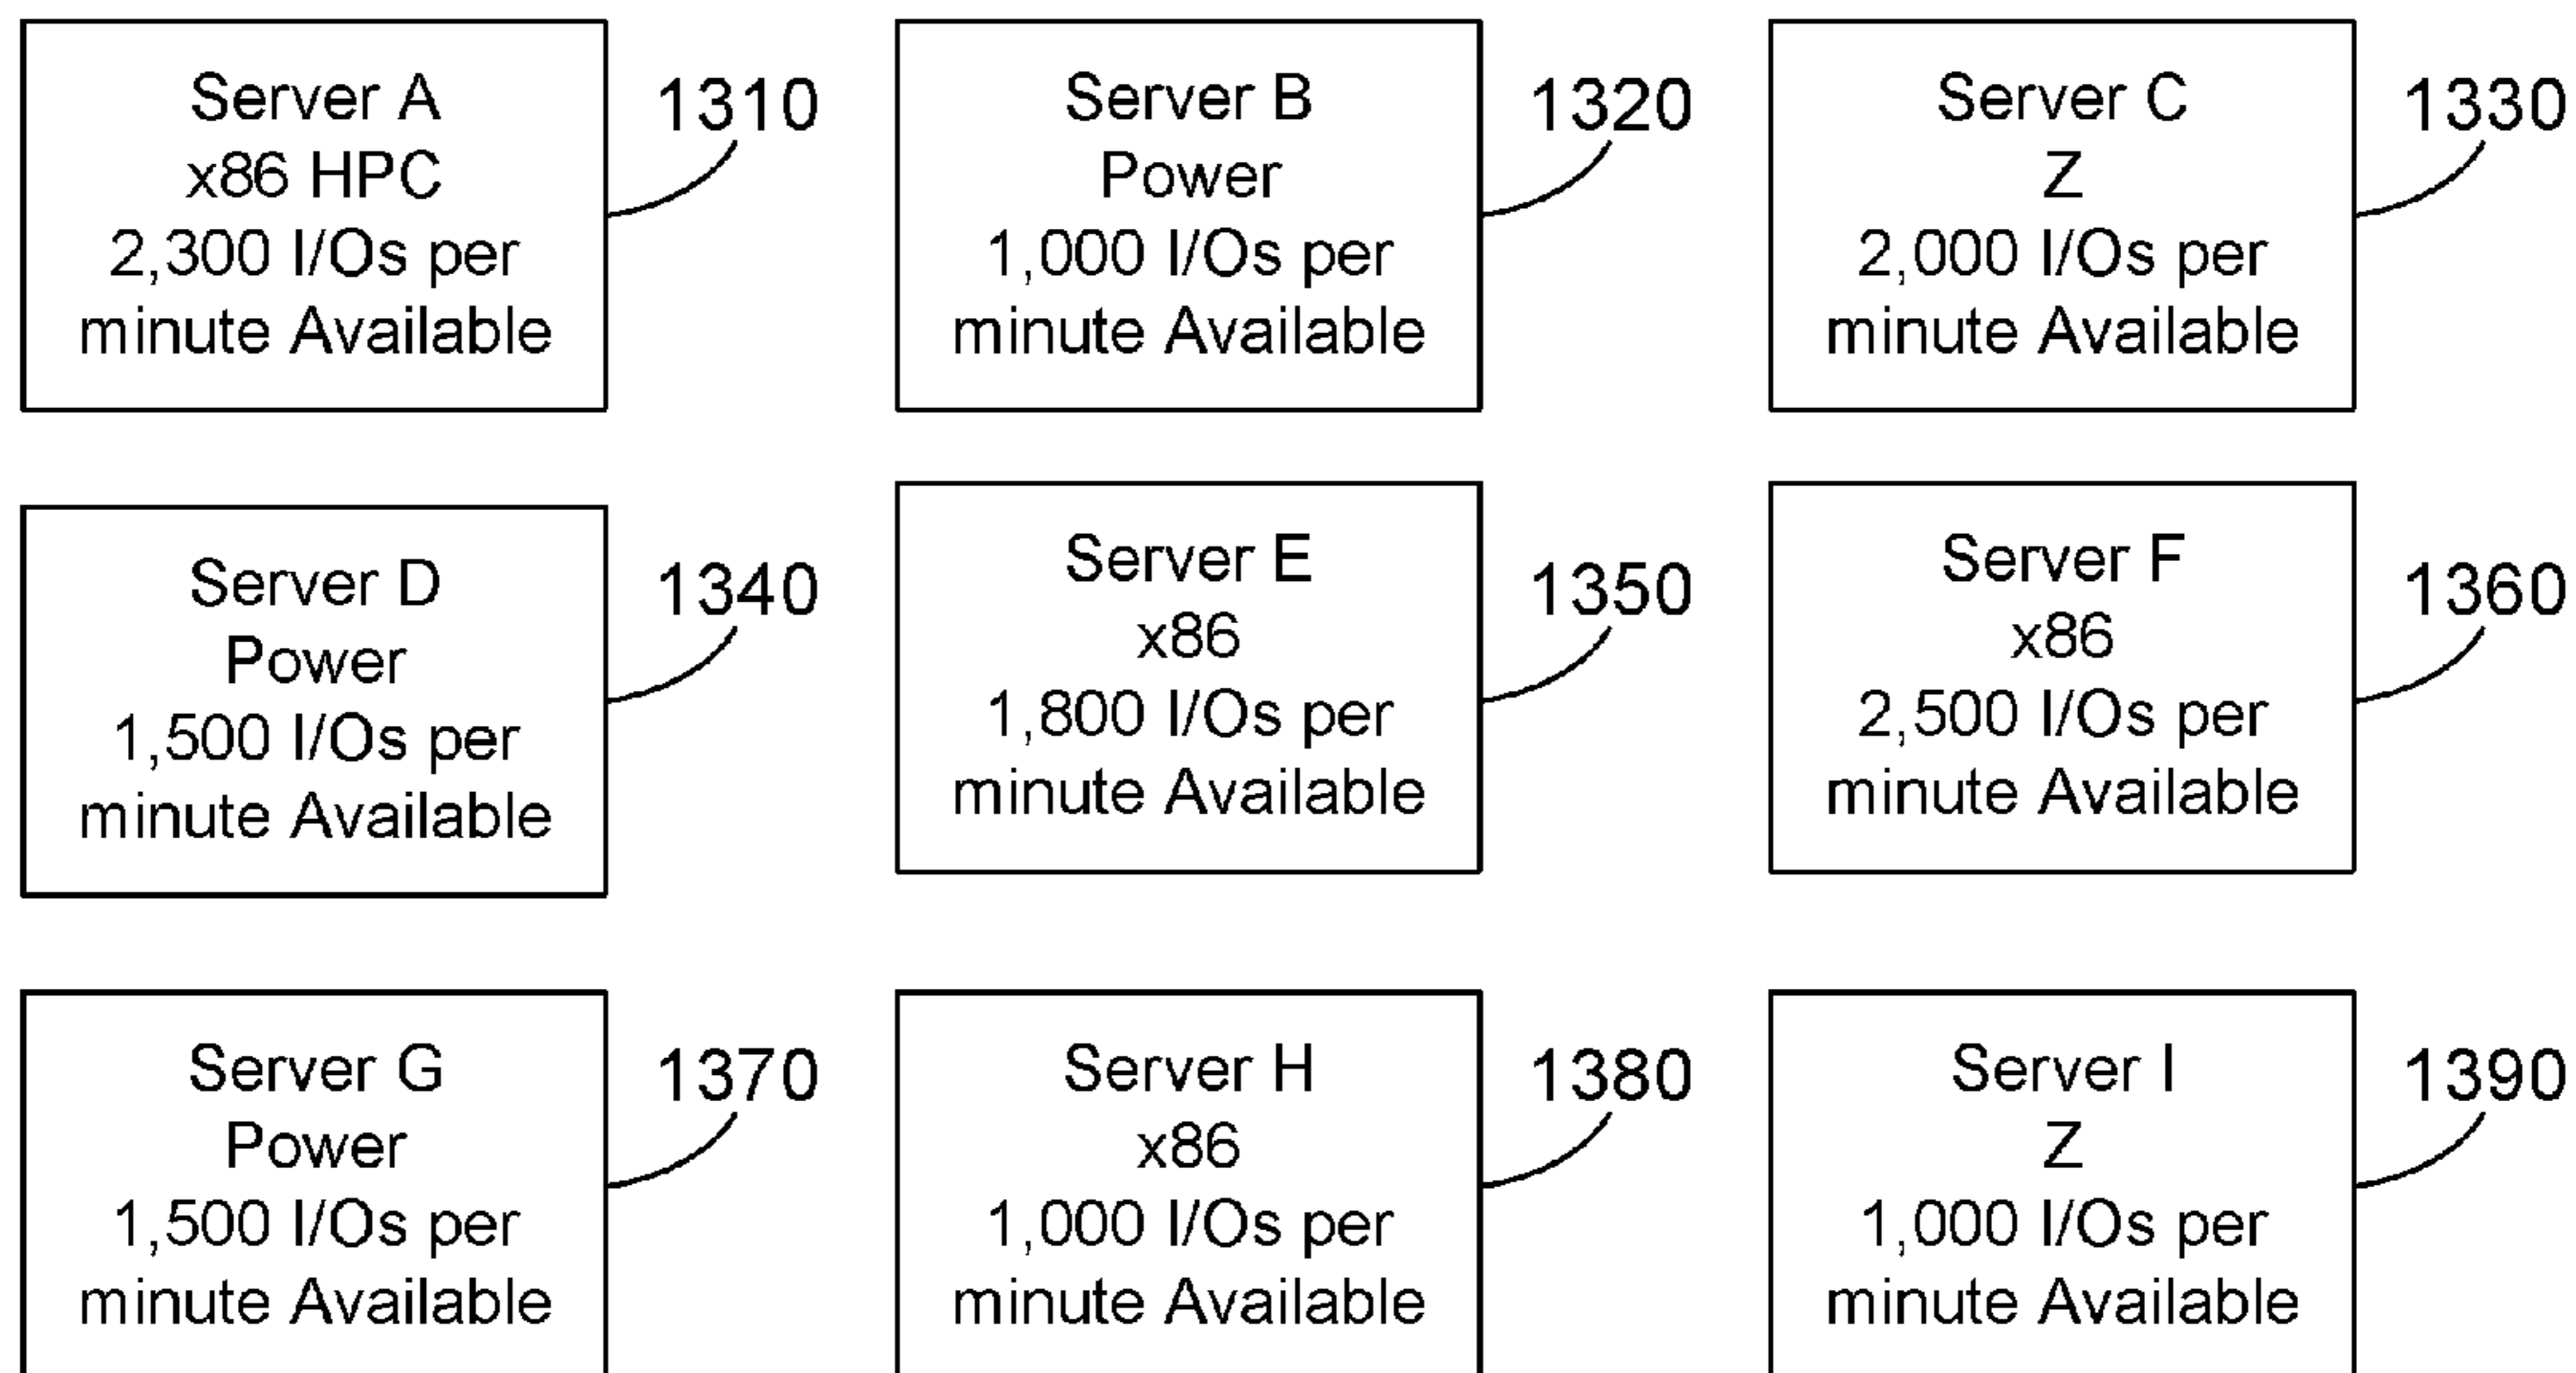 Server A
x86 HPC
2,300 I/Os per
minute Available
1310
Server B
Power
1,000 I/Os per
minute Available
1320
Server C
Z
2,000 I/Os per
minute Available
1330
Server D
Power
1,500 I/Os per
minute Available
1340
Server E
x86
1,800 I/Os per
minute Available
1350
Server F
x86
2,500 I/Os per
minute Available
1360
Server G
Power
1,500 I/Os per
minute Available
1370
Server H
x86
1,000 I/Os per
minute Available
1380
Server I
Z
1,000 I/Os per
minute Available
1390